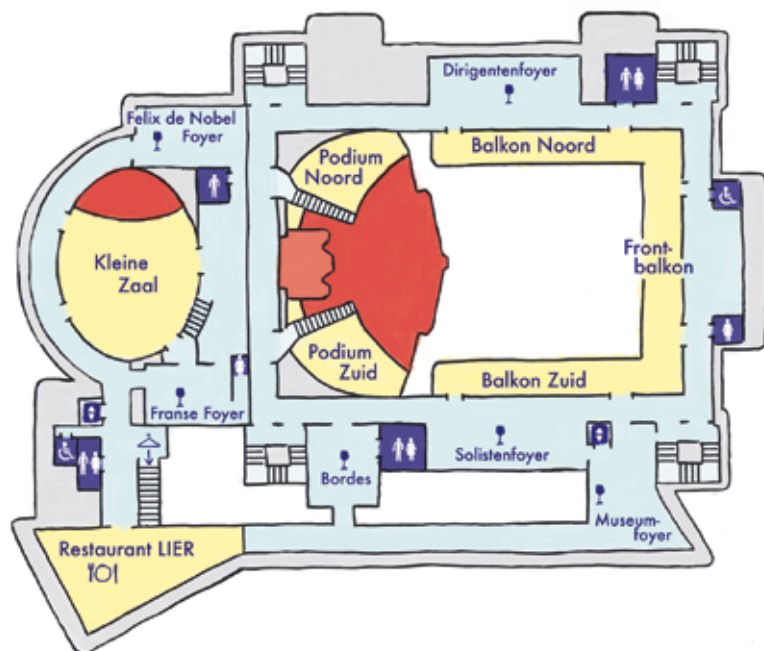 Dirigentenfoyer
Felix de Nobel
Foyer
Podium
Noord
Balkon Noord
Kleine
Zaal
Front-
balkon
Podium
Zuid
Balkon Zuid
Franse Foyer
Solistenfoyer
Bordes
Museum-
foyer
Restaurant LIER